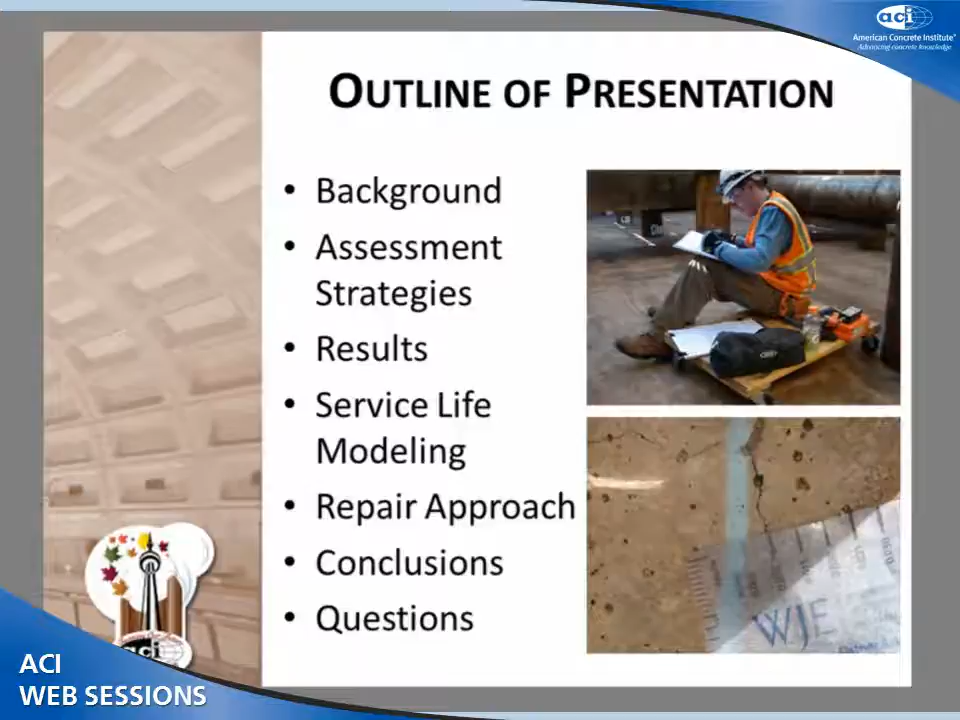 aci
American Concrete Institute
Advancing concrete knowledge
OUTLINE OF PRESENTATION
• Background
• Assessment
Strategies
• Results
• Service Life
Modeling
• Repair Approach
• Conclusions
• Questions
WJE
aci
ACI
WEB SESSIONS